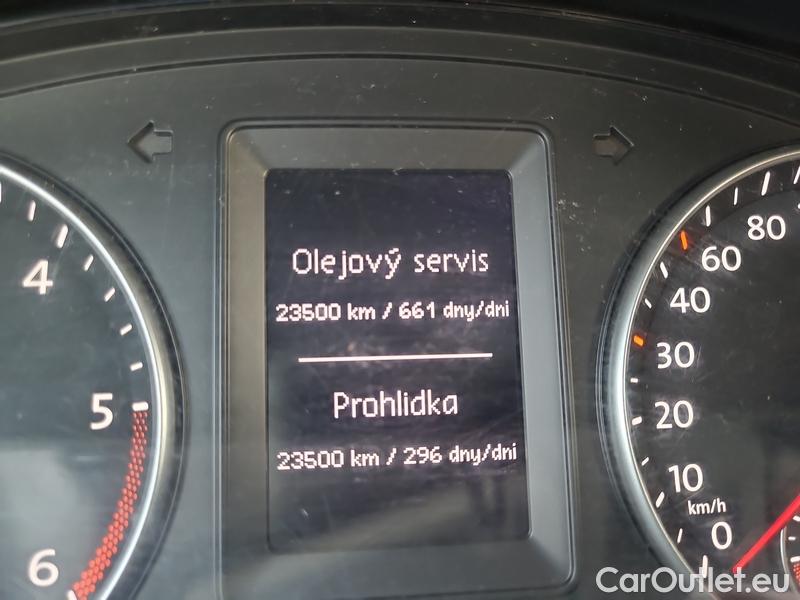 Olejový servis
23500 km / 661 dny/dni
Prohlidka
23500 km / 296 dny/dni
4
5
6
80
60
40
30
20
10
km/h
0
CarOutlet.eu